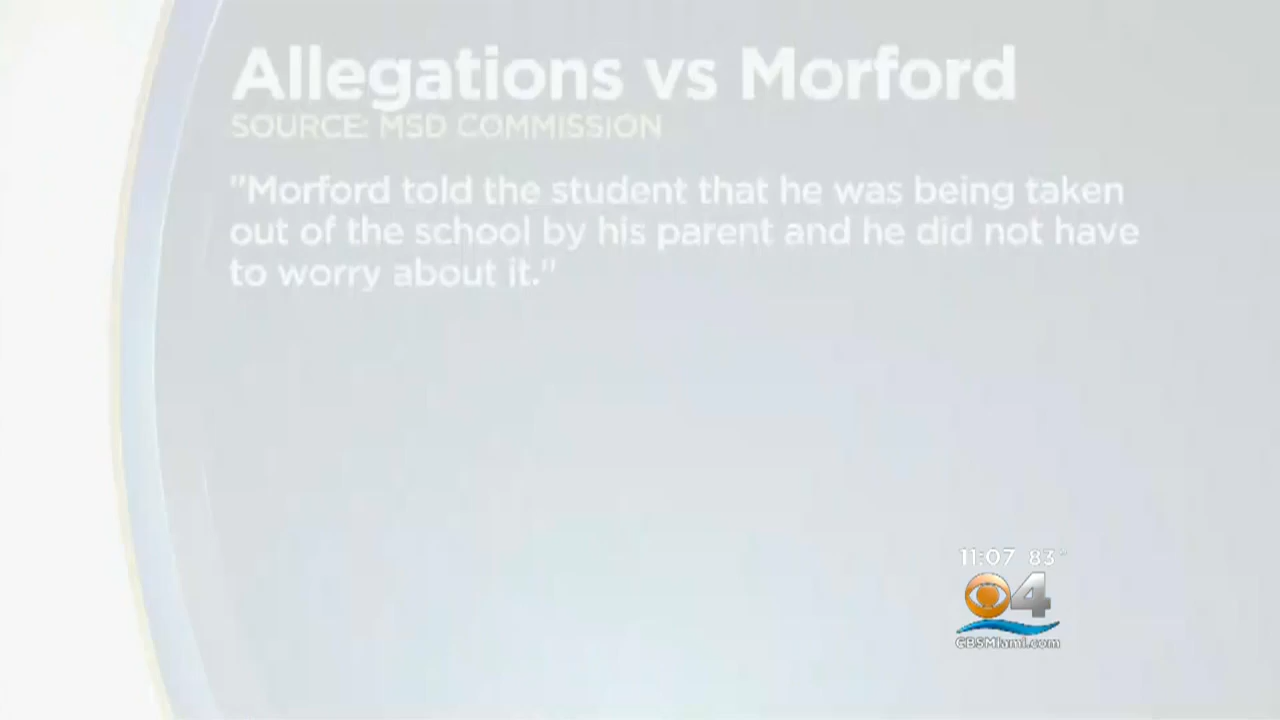 Allegations vs Morford
SOURCE: MSD COMMISSION
"Morford told the student that he was being taken
out of the school by his parent and he did not have
to worry about it."
11:07 83°
4
CBSMiami.com